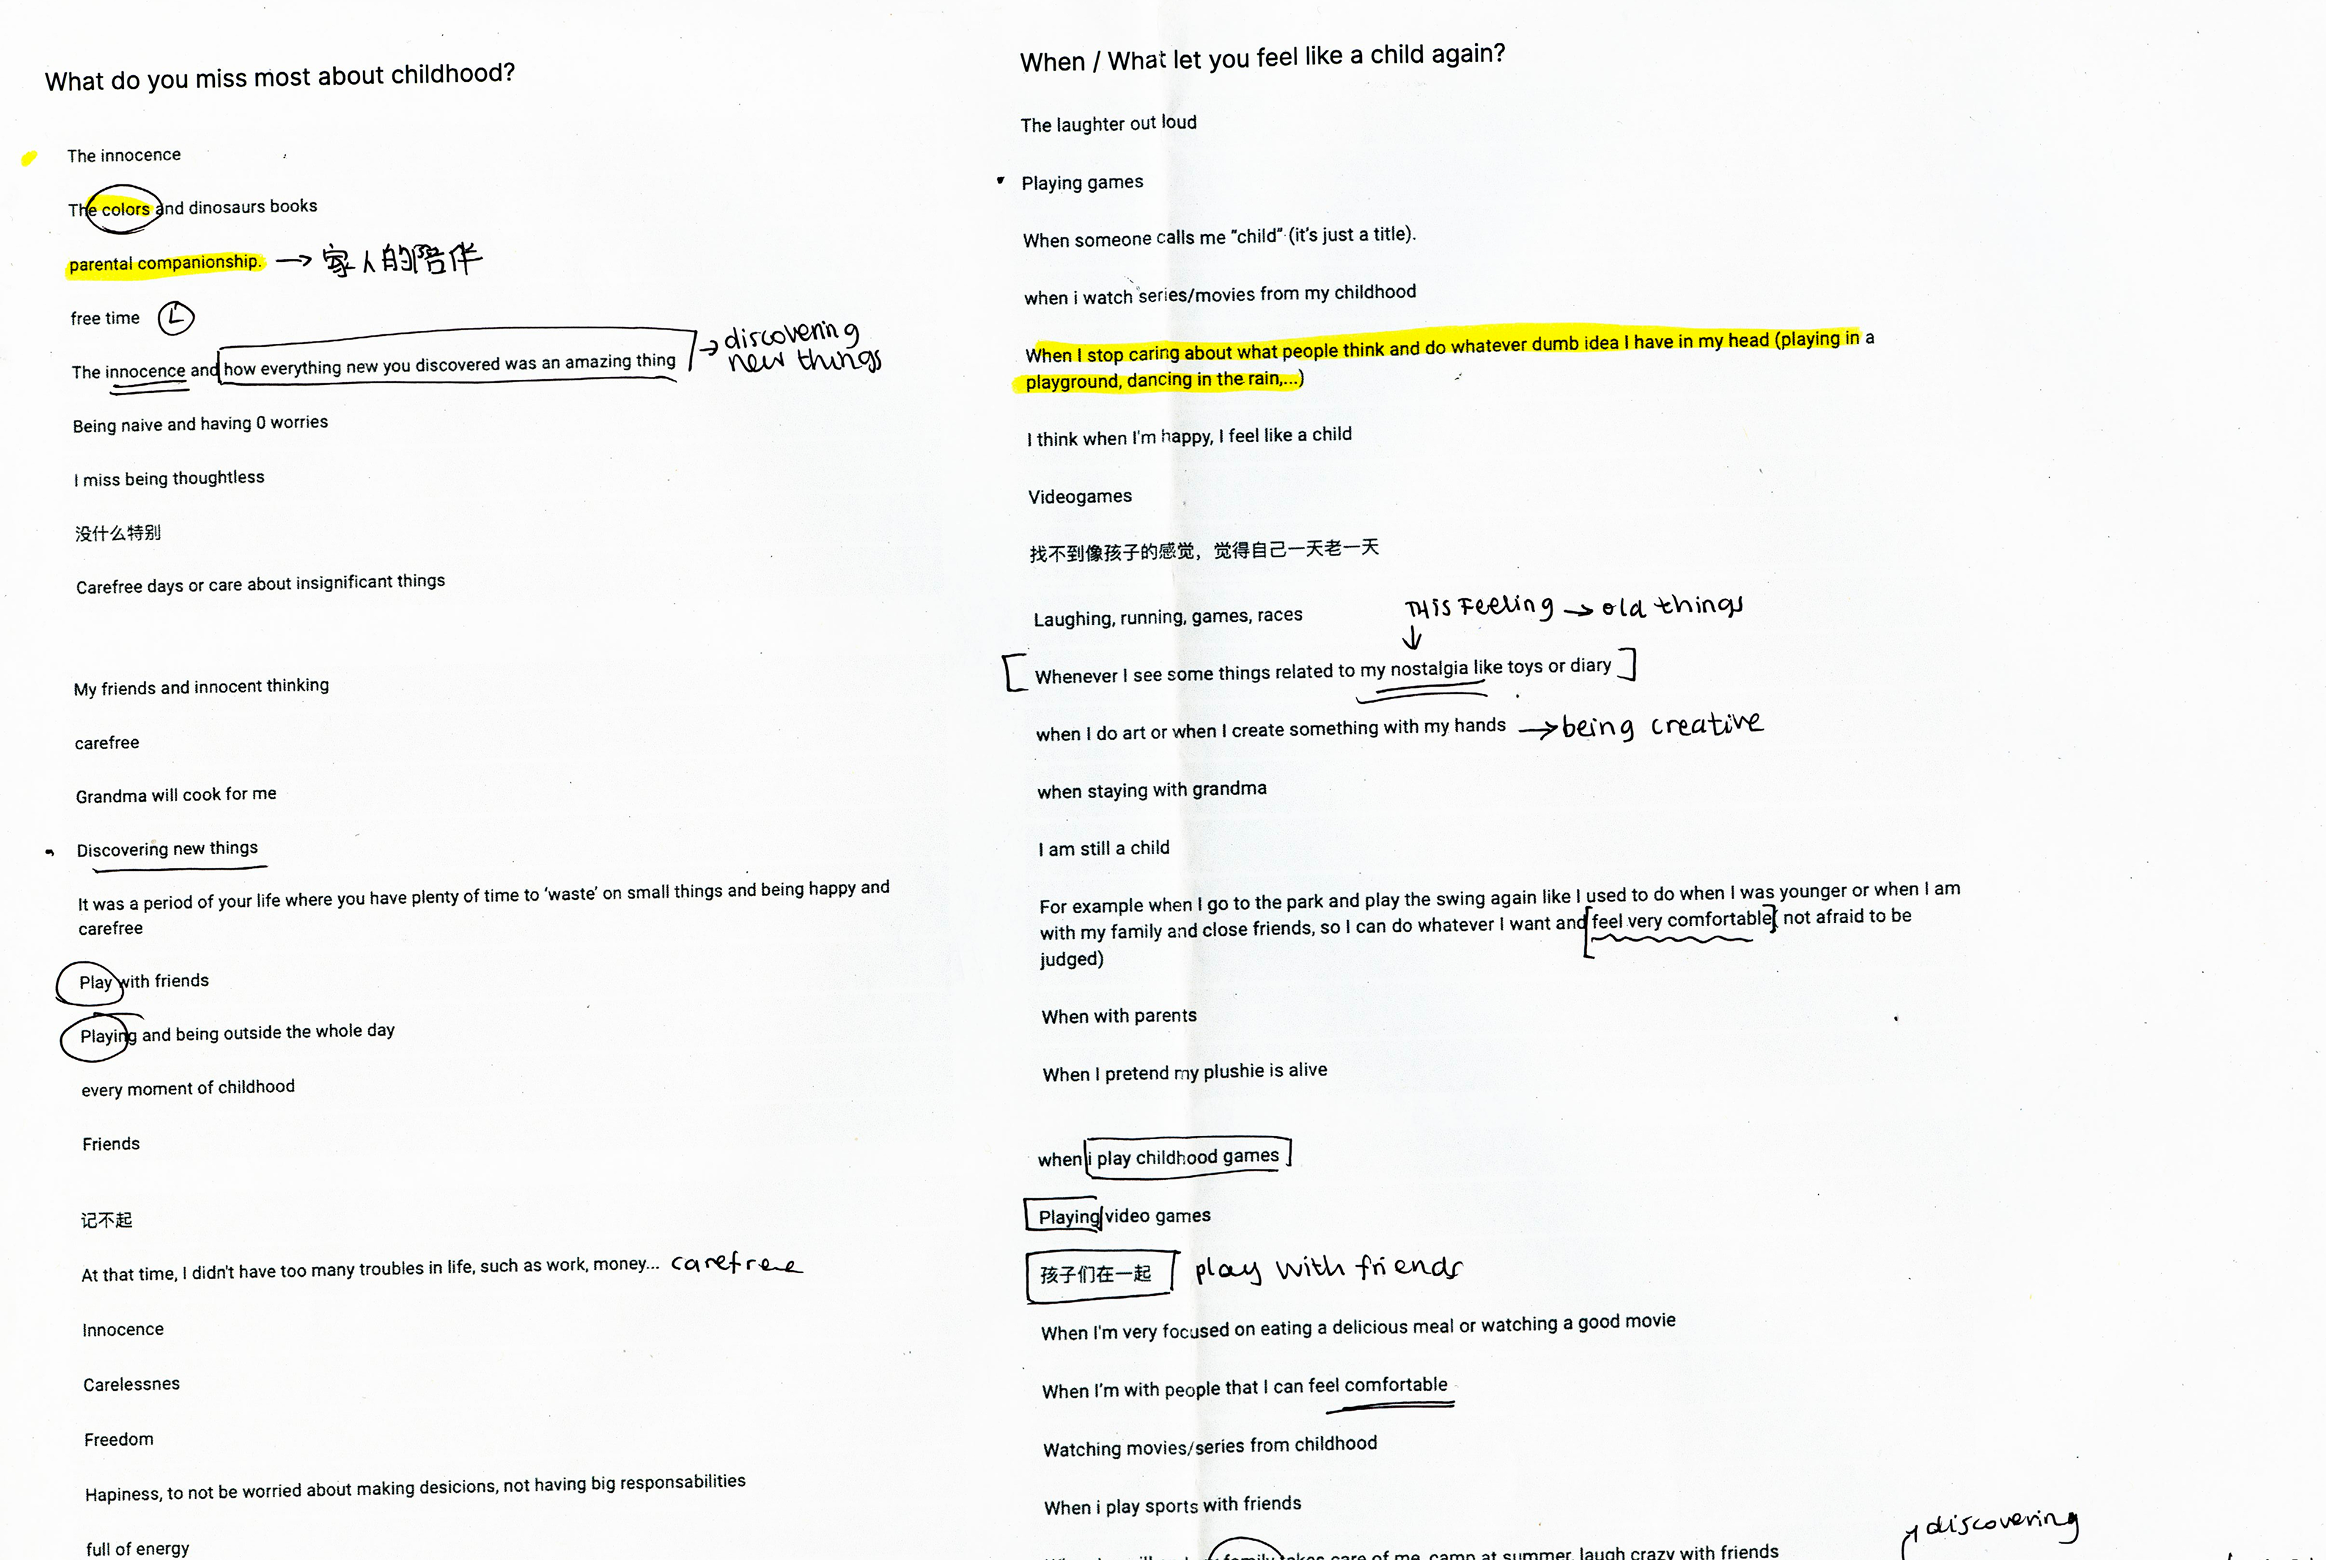 What do you miss most about childhood?
The innocence
The colors and dinosaurs books
parental companionship. → 家人的陪伴
free time
The innocence and how everything new you discovered was an amazing thing → discovering
new things
Being naive and having 0 worries
I miss being thoughtless
没什么特别
Carefree days or care about insignificant things
My friends and innocent thinking
carefree
Grandma will cook for me
Discovering new things
It was a period of your life where you have plenty of time to ‘waste’ on small things and being happy and
carefree
Play with friends
Playing and being outside the whole day
every moment of childhood
Friends
记不起
At that time, I didn't have too many troubles in life, such as work, money... carefree
Innocence
Carelessnes
Freedom
Hapiness, to not be worried about making desicions, not having big responsabilities
full of energy
When / What let you feel like a child again?
The laughter out loud
Playing games
When someone calls me “child” (it’s just a title).
when i watch series/movies from my childhood
When I stop caring about what people think and do whatever dumb idea I have in my head (playing in a
playground, dancing in the rain,...)
I think when I'm happy, I feel like a child
Videogames
找不到像孩子的感觉，觉得自己一天老一天
Laughing, running, games, races
THIS FEELING → old things
Whenever I see some things related to my nostalgia like toys or diary
when I do art or when I create something with my hands → being creative
when staying with grandma
I am still a child
For example when I go to the park and play the swing again like I used to do when I was younger or when I am
with my family and close friends, so I can do whatever I want and feel very comfortable( not afraid to be
judged)
When with parents
When I pretend my plushie is alive
when i play childhood games
Playing video games
孩子们在一起 play with friends
When I'm very focused on eating a delicious meal or watching a good movie
When I’m with people that I can feel comfortable
Watching movies/series from childhood
When i play sports with friends
discovering
family takes care of me, camp at summer, laugh crazy with friends